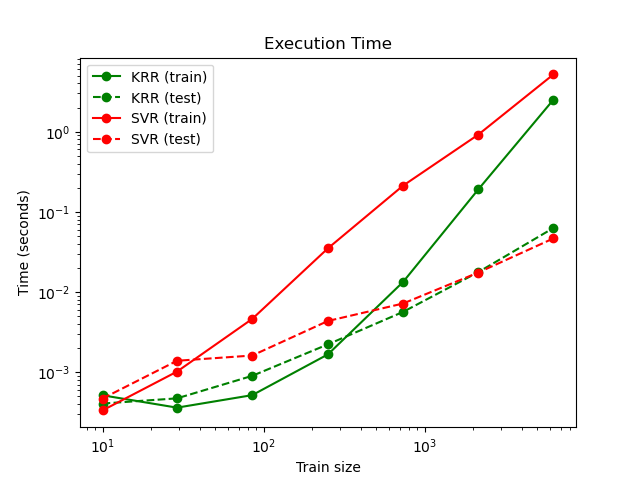 Execution Time
KRR (train)
KRR (test)
SVR (train)
SVR (test)
10⁰
10⁻¹
10⁻²
10⁻³
Time (seconds)
10¹
10²
10³
Train size